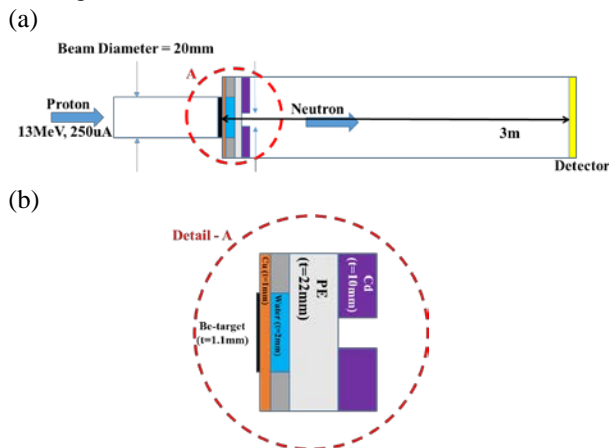 (a)
Beam Diameter = 20mm
A
Proton
13MeV, 250uA
Neutron
3m
Detector
(b)
Detail - A
Cu (t=1mm)
Water (t=2mm)
PE
(t=22mm)
Cd
(t=10mm)
Be-target
(t=1.1mm)